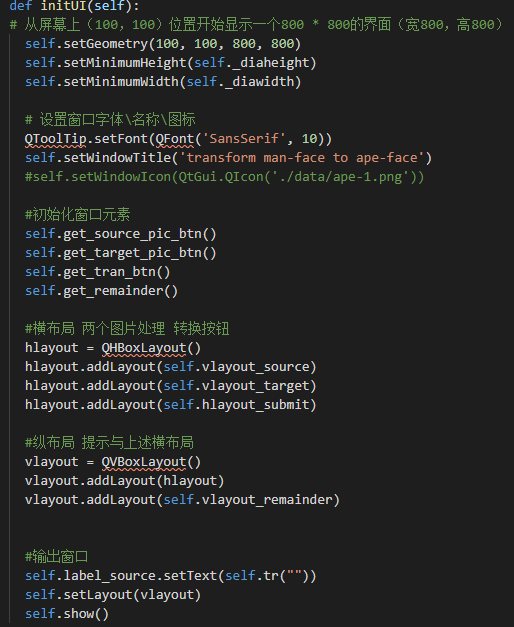 def initUI(self):
# 从屏幕上（100，100）位置开始显示一个800 * 800的界面（宽800，高800）
self.setGeometry(100, 100, 800, 800)
self.setMinimumHeight(self._diaheight)
self.setMinimumWidth(self._diawidth)
# 设置窗口字体\名称\图标
QToolTip.setFont(QFont('SansSerif', 10))
self.setWindowTitle('transform man-face to ape-face')
#self.setWindowIcon(QtGui.QIcon('./data/ape-1.png'))
#初始化窗口元素
self.get_source_pic_btn()
self.get_target_pic_btn()
self.get_tran_btn()
self.get_remainder()
#横布局 两个图片处理 转换按钮
hlayout = QHBoxLayout()
hlayout.addLayout(self.vlayout_source)
hlayout.addLayout(self.vlayout_target)
hlayout.addLayout(self.hlayout_submit)
#纵布局 提示与上述横布局
vlayout = QVBoxLayout()
vlayout.addLayout(hlayout)
vlayout.addLayout(self.vlayout_remainder)
#输出窗口
self.label_source.setText(self.tr(""))
self.setLayout(vlayout)
self.show()